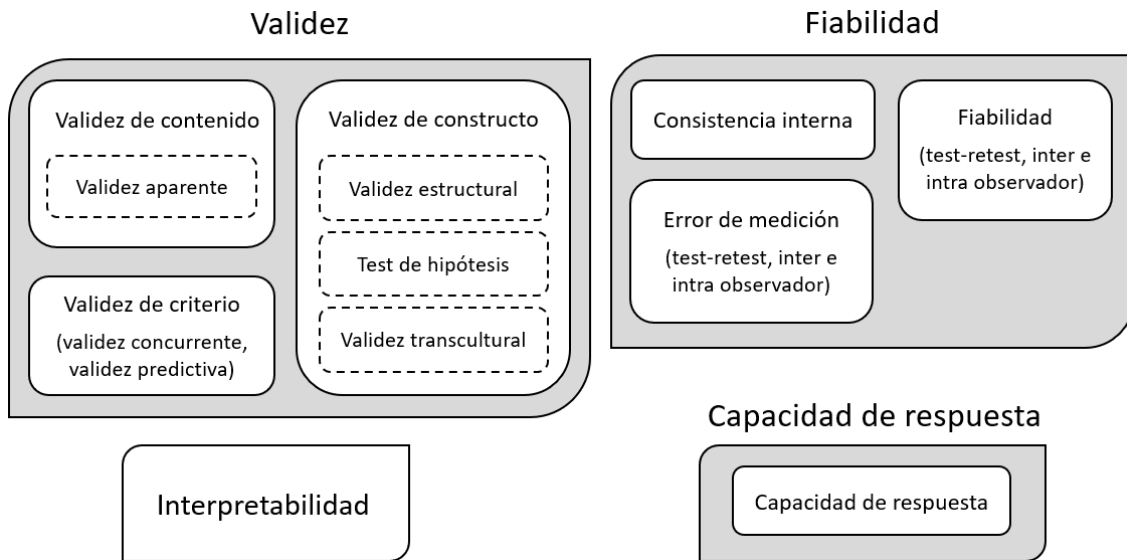 Validez
Validez de contenido
Validez aparente
Validez de criterio
(validez concurrente,
validez predictiva)
Validez de constructo
Validez estructural
Test de hipótesis
Validez transcultural
Fiabilidad
Consistencia interna
Error de medición
(test-retest, inter e
intra observador)
Fiabilidad
(test-retest, inter e
intra observador)
Interpretabilidad
Capacidad de respuesta
Capacidad de respuesta